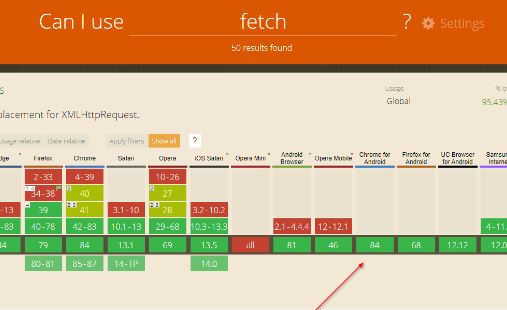 Can I use fetch ? Settings
50 results found
Usage % of
Global 95.43%
placement for XMLHttpRequest.
usage relative Date relative Apply filters Show all ?
dge Firefox Chrome Safari Opera iOS Safari Opera Mini Android Browser Opera Mobile Chrome for Android Firefox for Android UC Browser for Android Samsung Internet
2-33 4-39 10-26
34-38 40 27
-13 39 41 3.1-10 28 3.2-10.2
-83 40-78 42-83 10.1-13 29-68 10.3-13.3 2.1-4.4.4 12-12.1 4-11.
84 79 84 13.1 69 13.5 all 81 46 84 68 12.12 12.0
80-81 85-87 14-TP 14.0